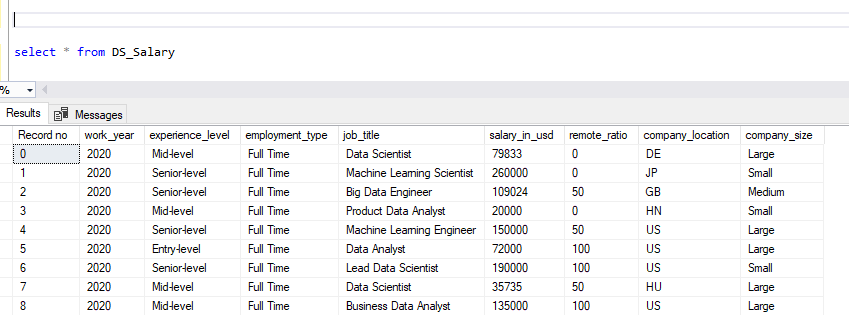 select * from DS_Salary
%
Results Messages
Record no work_year experience_level employment_type job_title salary_in_usd remote_ratio company_location company_size
0 2020 Mid-level Full Time Data Scientist 79833 0 DE Large
1 2020 Senior-level Full Time Machine Learning Scientist 260000 0 JP Small
2 2020 Senior-level Full Time Big Data Engineer 109024 50 GB Medium
3 2020 Mid-level Full Time Product Data Analyst 20000 0 HN Small
4 2020 Senior-level Full Time Machine Learning Engineer 150000 50 US Large
5 2020 Entry-level Full Time Data Analyst 72000 100 US Large
6 2020 Senior-level Full Time Lead Data Scientist 190000 100 US Small
7 2020 Mid-level Full Time Data Scientist 35735 50 HU Large
8 2020 Mid-level Full Time Business Data Analyst 135000 100 US Large